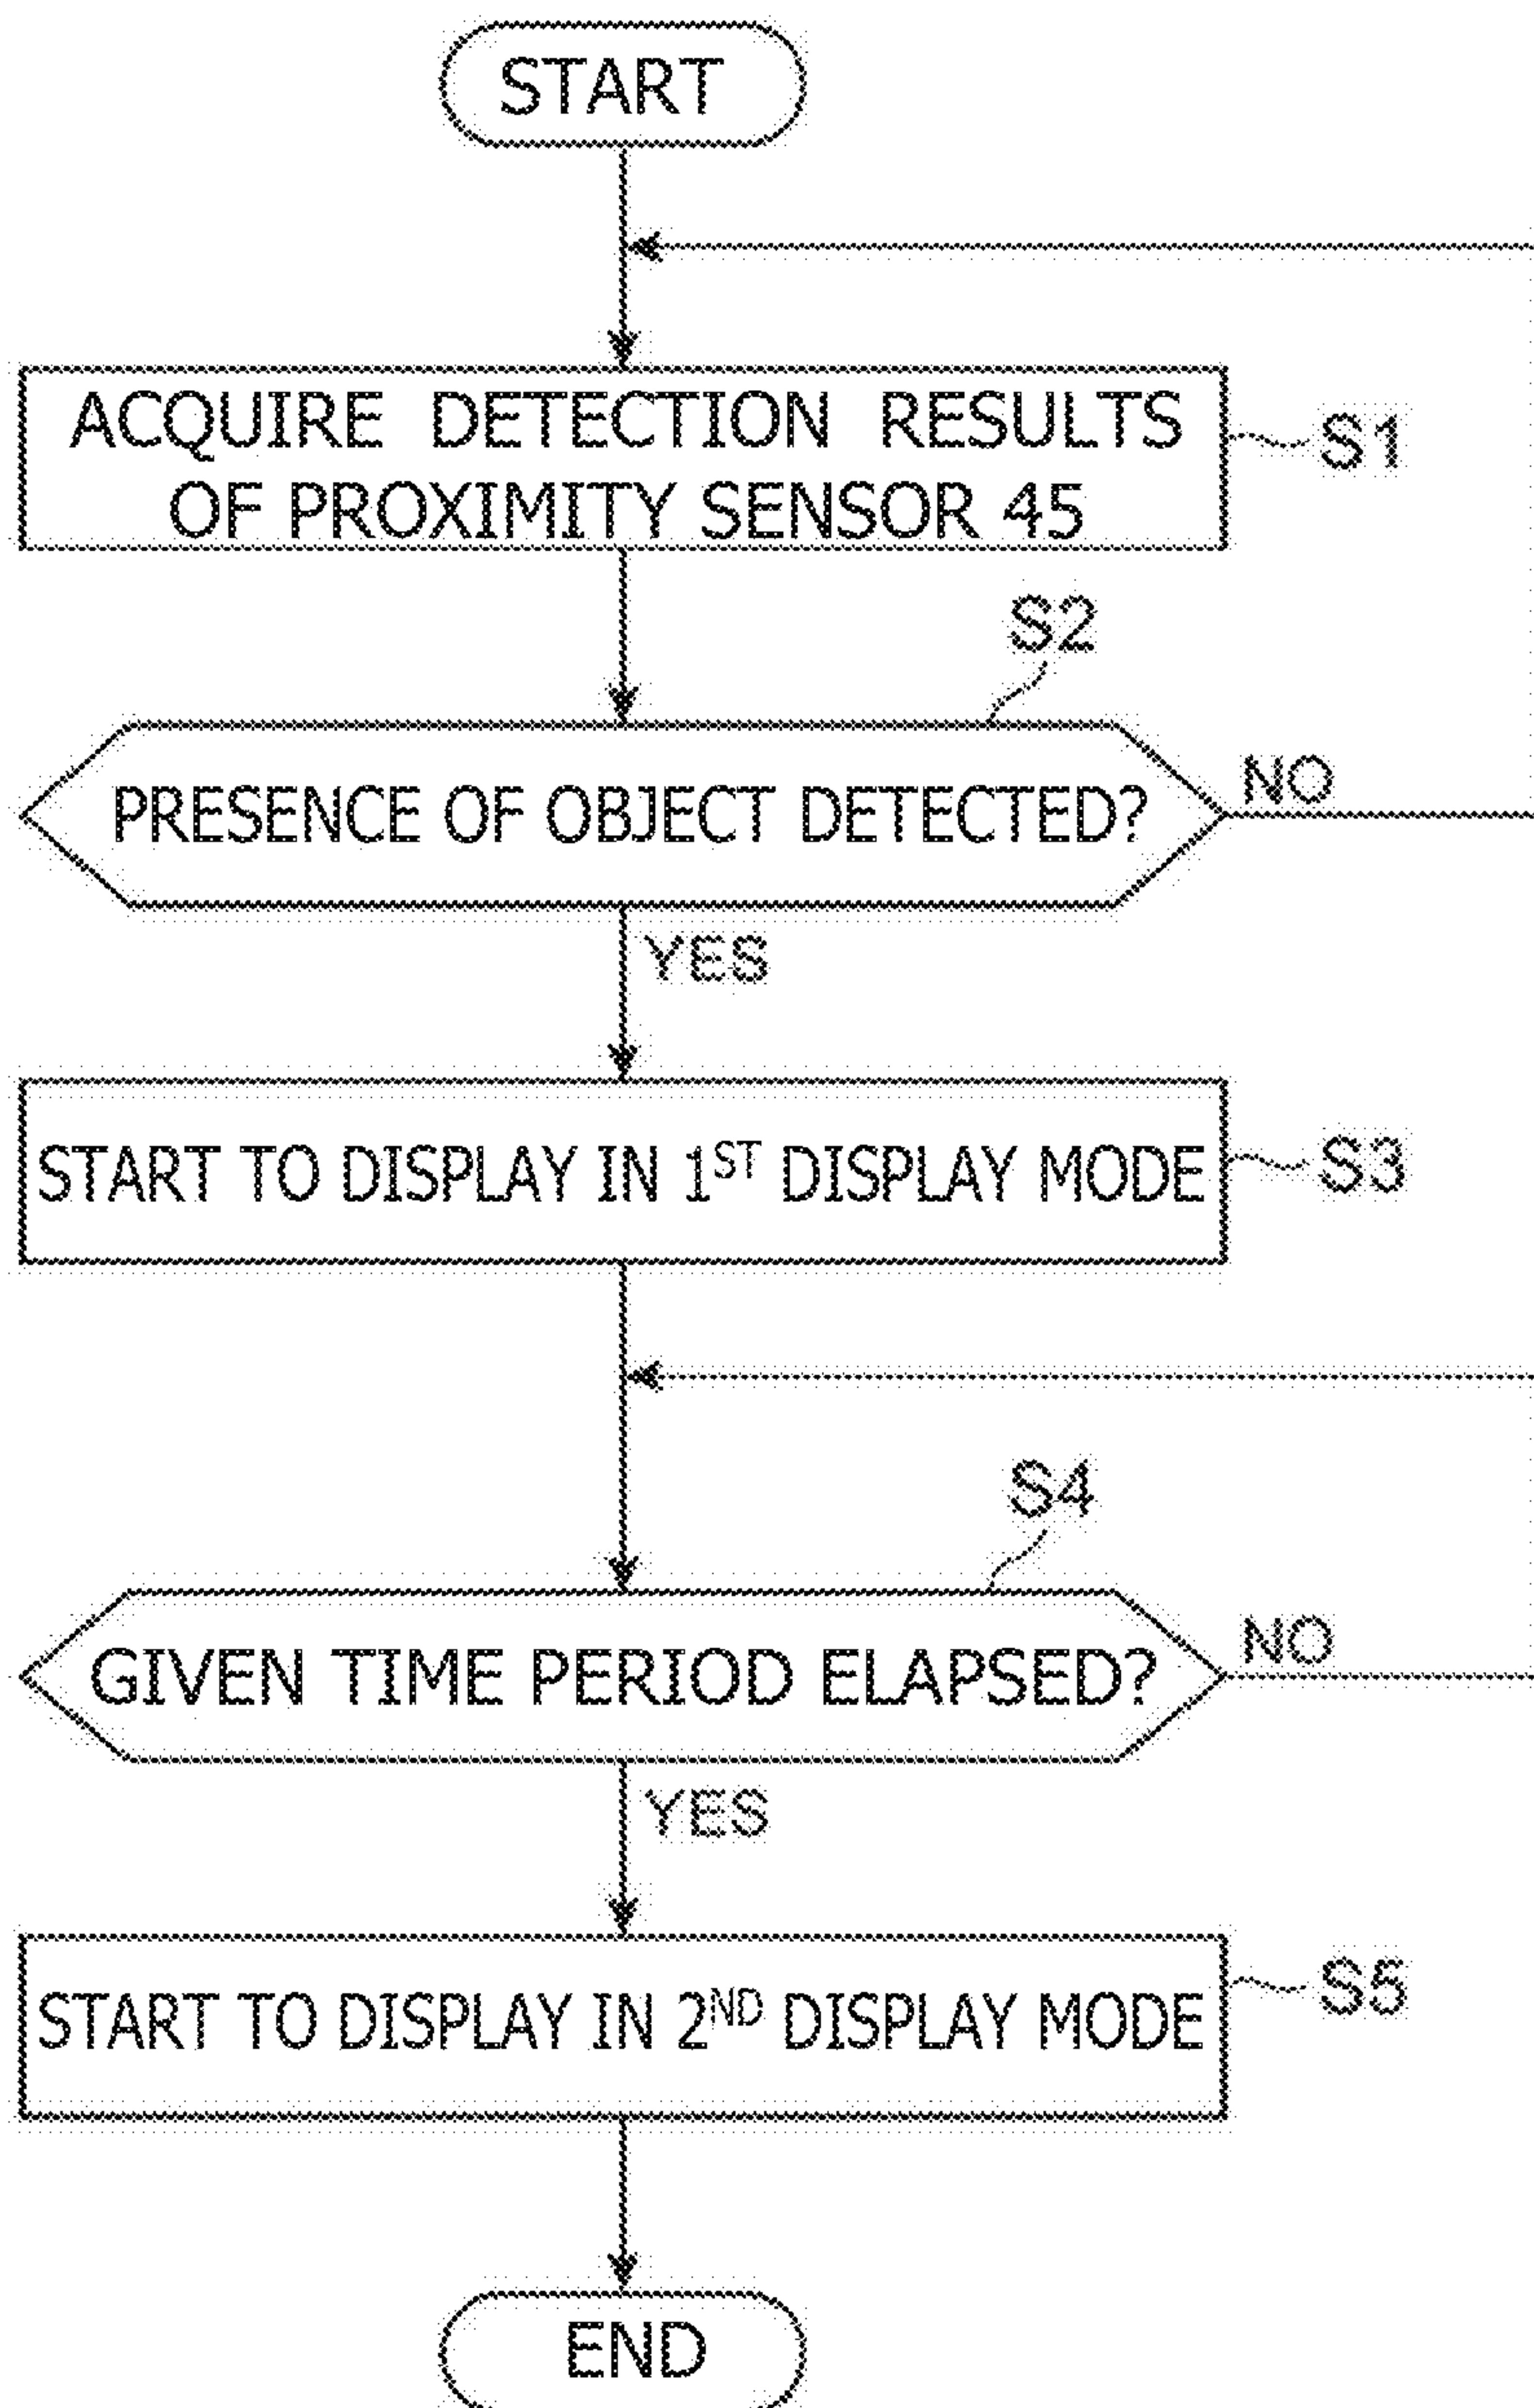 START
ACQUIRE DETECTION RESULTS
OF PROXIMITY SENSOR 45
S1
S2
PRESENCE OF OBJECT DETECTED?
NO
YES
START TO DISPLAY IN 1ST DISPLAY MODE
S3
S4
GIVEN TIME PERIOD ELAPSED?
NO
YES
START TO DISPLAY IN 2ND DISPLAY MODE
S5
END